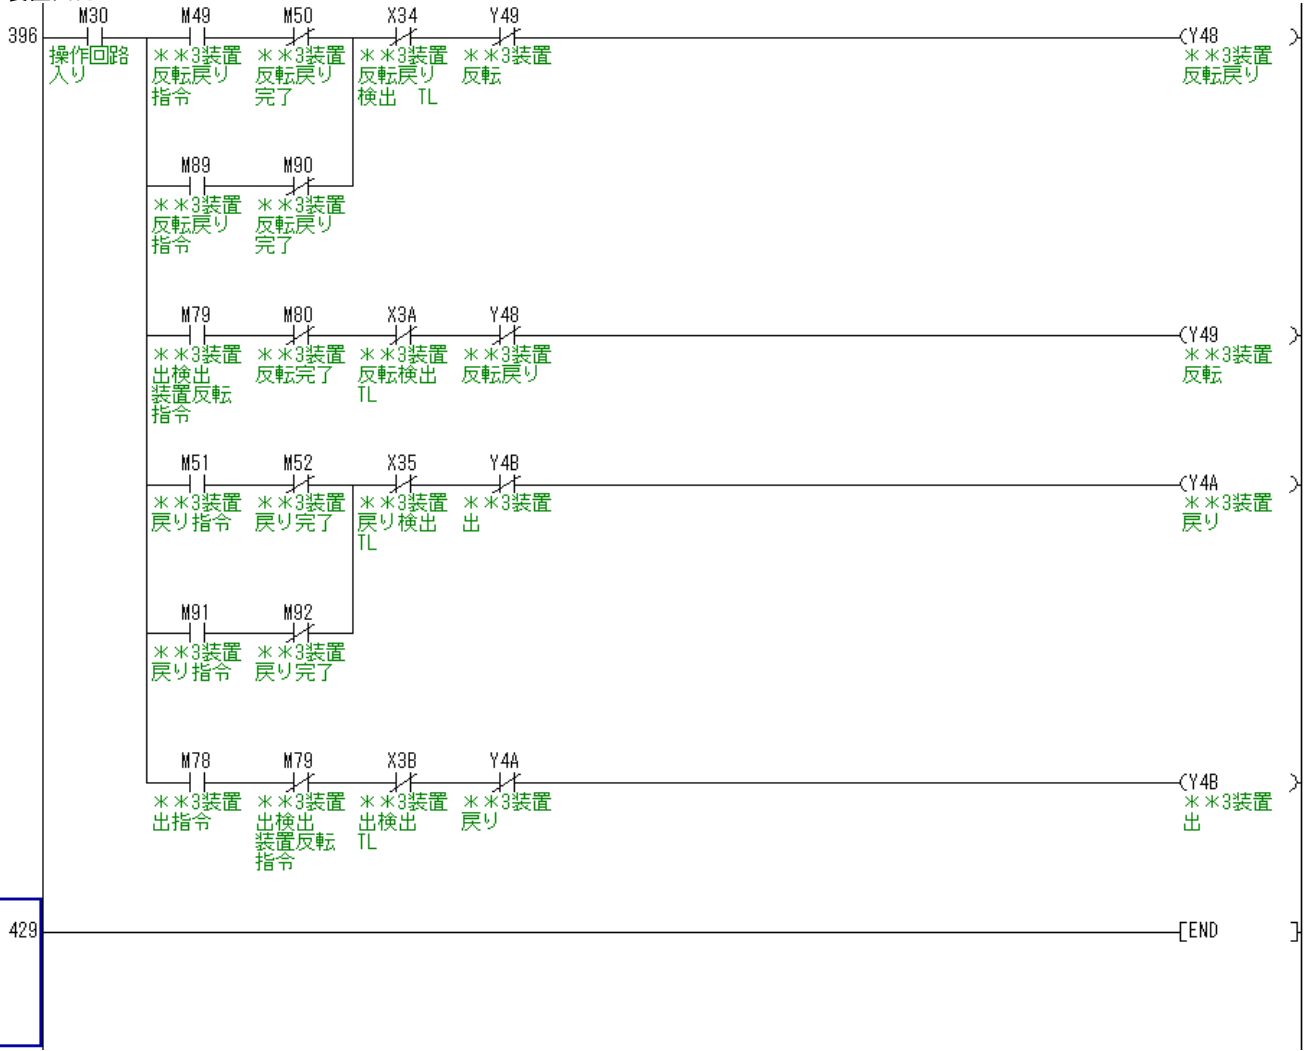 M30 M49 M50 X34 Y49
396 (Y48 )
操作回路 **3装置 **3装置 **3装置 **3装置 **3装置
入り 反転戻り 反転戻り 反転戻り 反転 反転戻り
指令 完了 検出 TL
M89 M90
**3装置 **3装置
反転戻り 反転戻り
指令 完了
M79 M80 X3A Y48
(Y49 )
**3装置 **3装置 **3装置 **3装置 **3装置
出検出 反転完了 反転検出 反転戻り 反転
装置反転 TL
指令
M51 M52 X35 Y4B
(Y4A )
**3装置 **3装置 **3装置 **3装置 **3装置
戻り指令 戻り完了 戻り検出 出 戻り
TL
M91 M92
**3装置 **3装置
戻り指令 戻り完了
M78 M79 X3B Y4A
(Y4B )
**3装置 **3装置 **3装置 **3装置 **3装置
出指令 出検出 出検出 戻り 出
装置反転 TL
指令
429 [END ]